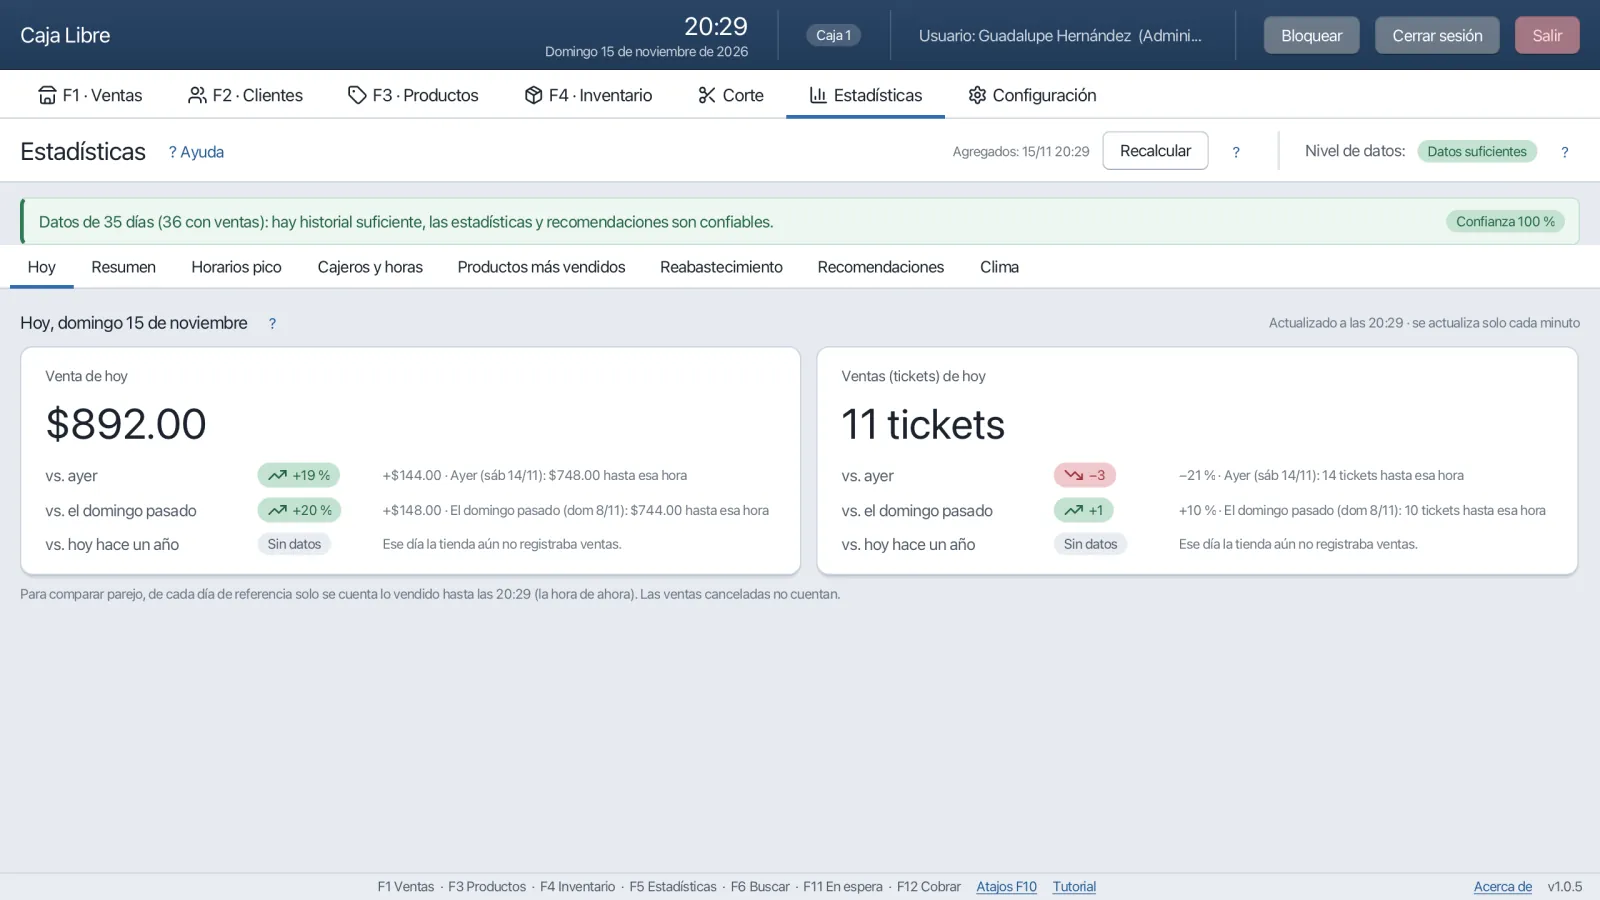 Caja Libre
20:29
Domingo 15 de noviembre de 2026
Caja 1
Usuario: Guadalupe Hernández (Admini...
Bloquear
Cerrar sesión
Salir
F1 · Ventas
F2 · Clientes
F3 · Productos
F4 · Inventario
Corte
Estadísticas
Configuración
Estadísticas
? Ayuda
Agregados: 15/11 20:29
Recalcular
?
Nivel de datos:
Datos suficientes
?
Datos de 35 días (36 con ventas): hay historial suficiente, las estadísticas y recomendaciones son confiables.
Confianza 100 %
Hoy
Resumen
Horarios pico
Cajeros y horas
Productos más vendidos
Reabastecimiento
Recomendaciones
Clima
Hoy, domingo 15 de noviembre
?
Actualizado a las 20:29 · se actualiza solo cada minuto
Venta de hoy
$892.00
vs. ayer
+19 %
+$144.00 · Ayer (sáb 14/11): $748.00 hasta esa hora
vs. el domingo pasado
+20 %
+$148.00 · El domingo pasado (dom 8/11): $744.00 hasta esa hora
vs. hoy hace un año
Sin datos
Ese día la tienda aún no registraba ventas.
Ventas (tickets) de hoy
11 tickets
vs. ayer
−3
−21 % · Ayer (sáb 14/11): 14 tickets hasta esa hora
vs. el domingo pasado
+1
+10 % · El domingo pasado (dom 8/11): 10 tickets hasta esa hora
vs. hoy hace un año
Sin datos
Ese día la tienda aún no registraba ventas.
Para comparar parejo, de cada día de referencia solo se cuenta lo vendido hasta las 20:29 (la hora de ahora). Las ventas canceladas no cuentan.
F1 Ventas · F3 Productos · F4 Inventario · F5 Estadísticas · F6 Buscar · F11 En espera · F12 Cobrar
Atajos F10
Tutorial
Acerca de
v1.0.5